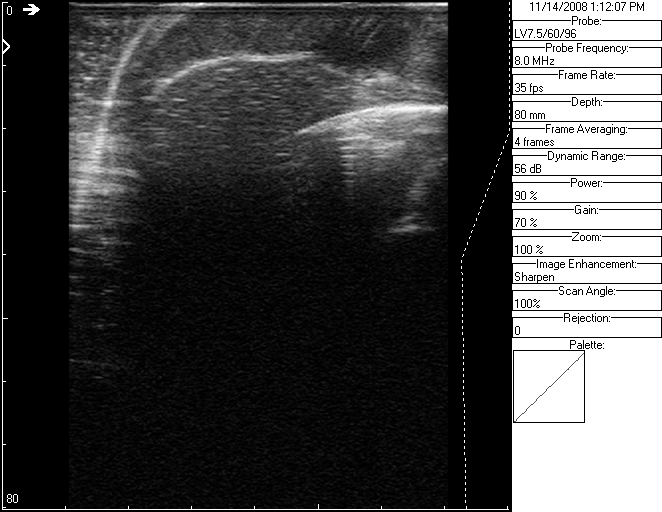 11/14/2008 1:12:07 PM
0
Probe:
LV7.5/60/96
Probe Frequency:
8.0 MHz
Frame Rate:
35 fps
Depth:
80 mm
Frame Averaging:
4 frames
Dynamic Range:
56 dB
Power:
90 %
Gain:
70 %
Zoom:
100 %
Image Enhancement:
Sharpen
Scan Angle:
100%
Rejection:
0
Palette:
80